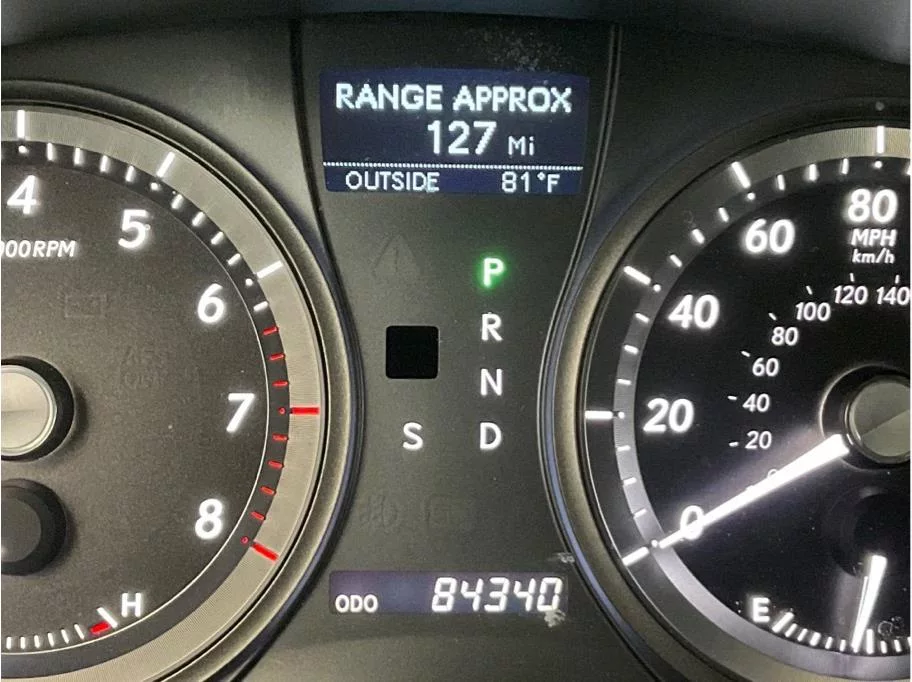 RANGE APPROX
127 Mi
OUTSIDE 81°F
4
5
6
7
8
000RPM
H
P
R
N
D
S
ODO 84340
0
20
40
60
80
MPH
km/h
20
40
60
80
100
120
140
E